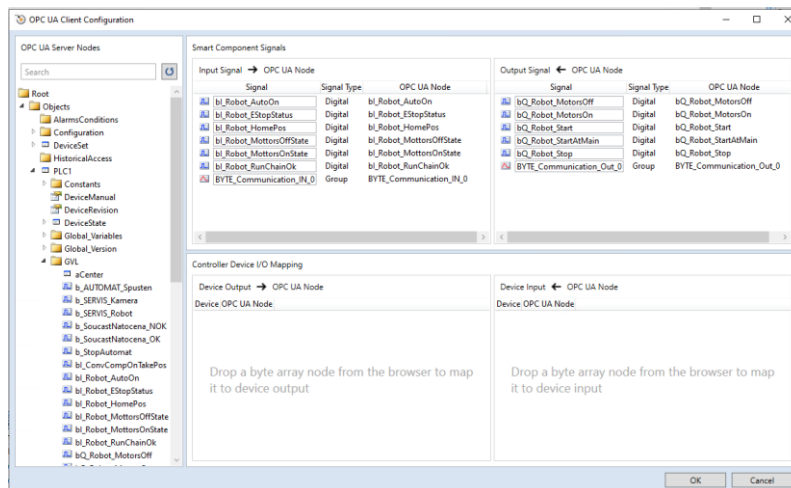 OPC UA Client Configuration
OPC UA Server Nodes
Search
Root
Objects
AlarmsConditions
Configuration
DeviceSet
HistoricalAccess
PLC1
Constants
DeviceManual
DeviceRevision
DeviceState
Global_Variables
Global_Version
GVL
aCenter
b_AUTOMAT_Spusten
b_SERVIS_Kamera
b_SERVIS_Robot
b_SoucastNatocena_NOK
b_SoucastNatocena_OK
b_StopAutomat
bI_ConvCompOnTakePos
bI_Robot_AutoOn
bI_Robot_EStopStatus
bI_Robot_HomePos
bI_Robot_MottorsOffState
bI_Robot_MottorsOnState
bI_Robot_RunChainOk
bQ_Robot_MotorsOff
Smart Component Signals
Input Signal → OPC UA Node
Signal Signal Type OPC UA Node
bI_Robot_AutoOn Digital bI_Robot_AutoOn
bI_Robot_EStopStatus Digital bI_Robot_EStopStatus
bI_Robot_HomePos Digital bI_Robot_HomePos
bI_Robot_MottorsOffState Digital bI_Robot_MottorsOffState
bI_Robot_MottorsOnState Digital bI_Robot_MottorsOnState
bI_Robot_RunChainOk Digital bI_Robot_RunChainOk
BYTE_Communication_IN_0 Group BYTE_Communication_IN_0
Output Signal ← OPC UA Node
Signal Signal Type OPC UA Node
bQ_Robot_MotorsOff Digital bQ_Robot_MotorsOff
bQ_Robot_MotorsOn Digital bQ_Robot_MotorsOn
bQ_Robot_Start Digital bQ_Robot_Start
bQ_Robot_StartAtMain Digital bQ_Robot_StartAtMain
bQ_Robot_Stop Digital bQ_Robot_Stop
BYTE_Communication_Out_0 Group BYTE_Communication_Out_0
Controller Device I/O Mapping
Device Output → OPC UA Node
Device OPC UA Node
Drop a byte array node from the browser to map
it to device output
Device Input ← OPC UA Node
Device OPC UA Node
Drop a byte array node from the browser to map
it to device input
OK Cancel